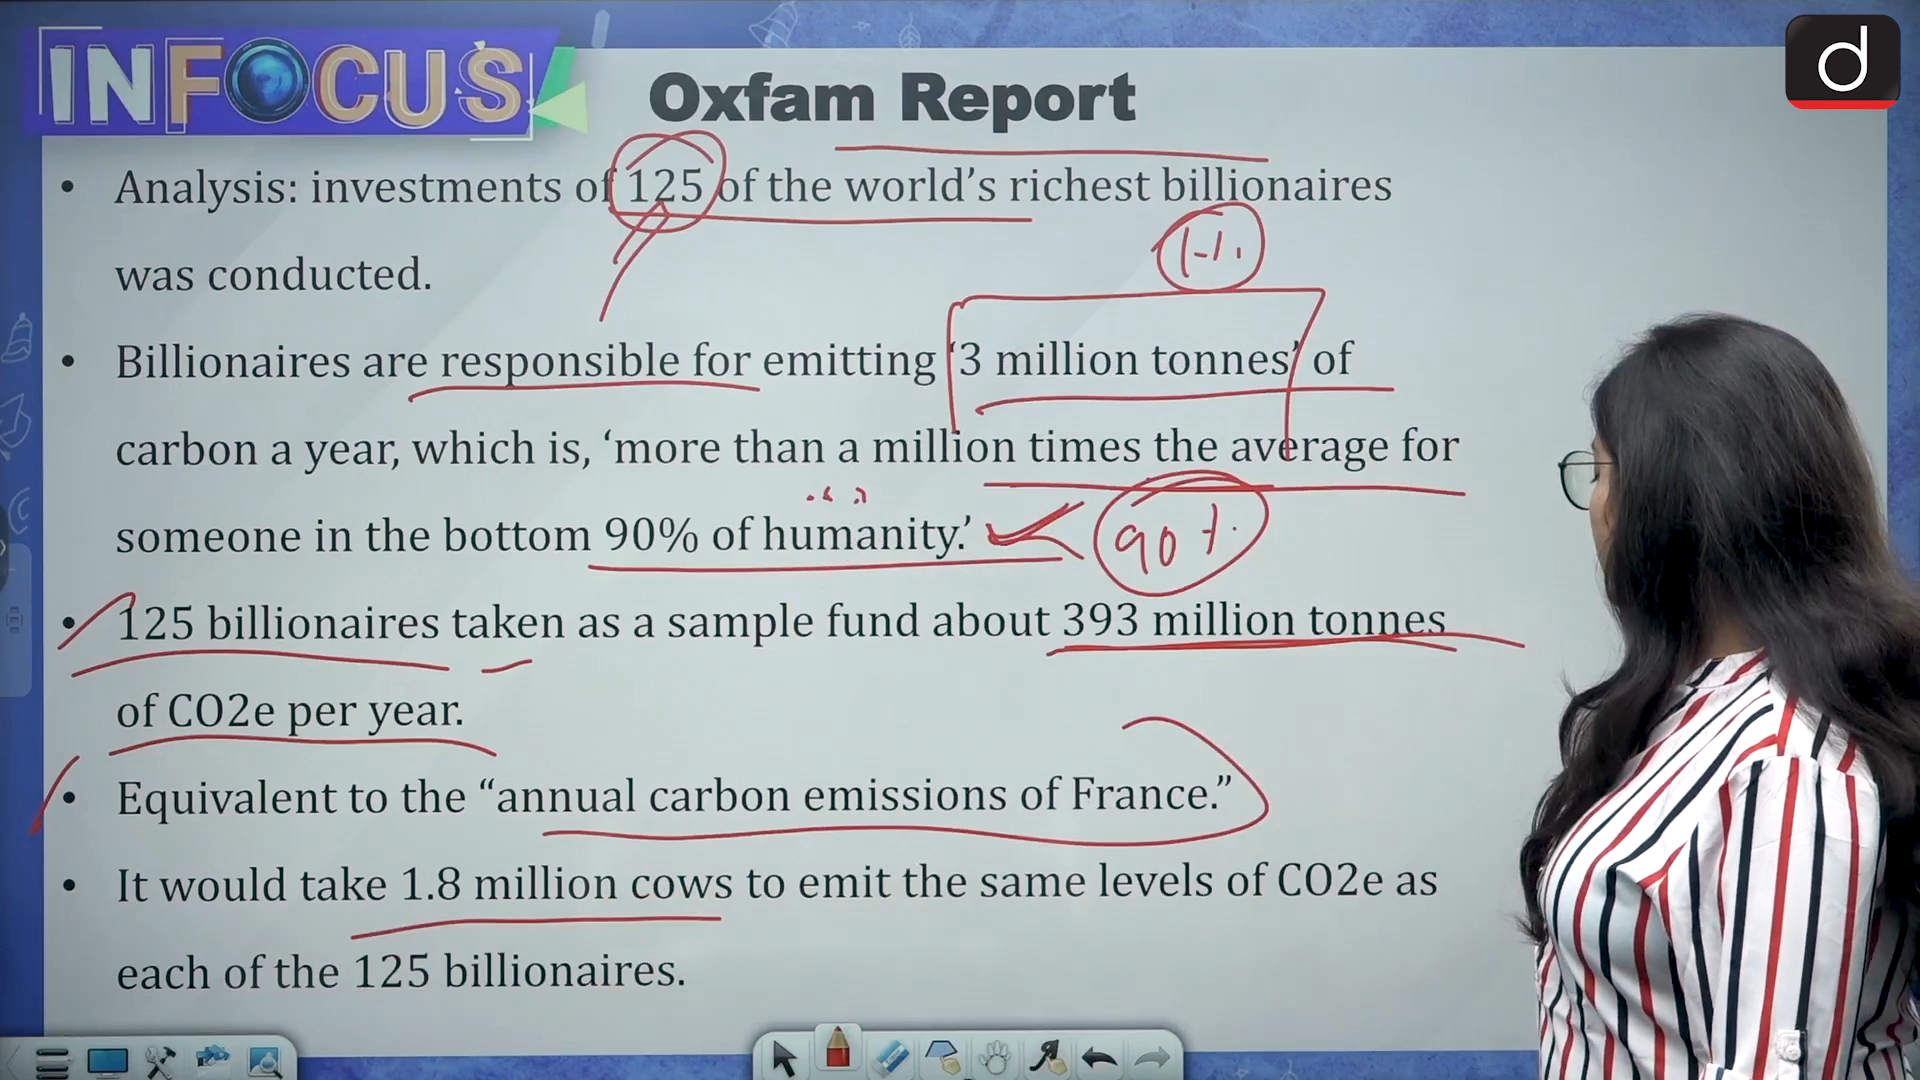 INFOCUS
Oxfam Report
d
• Analysis: investments of 125 of the world’s richest billionaires
was conducted.
1%
• Billionaires are responsible for emitting ‘3 million tonnes’ of
carbon a year, which is, ‘more than a million times the average for
someone in the bottom 90% of humanity.’
90%
• 125 billionaires taken as a sample fund about 393 million tonnes
of CO2e per year.
• Equivalent to the “annual carbon emissions of France.”
• It would take 1.8 million cows to emit the same levels of CO2e as
each of the 125 billionaires.